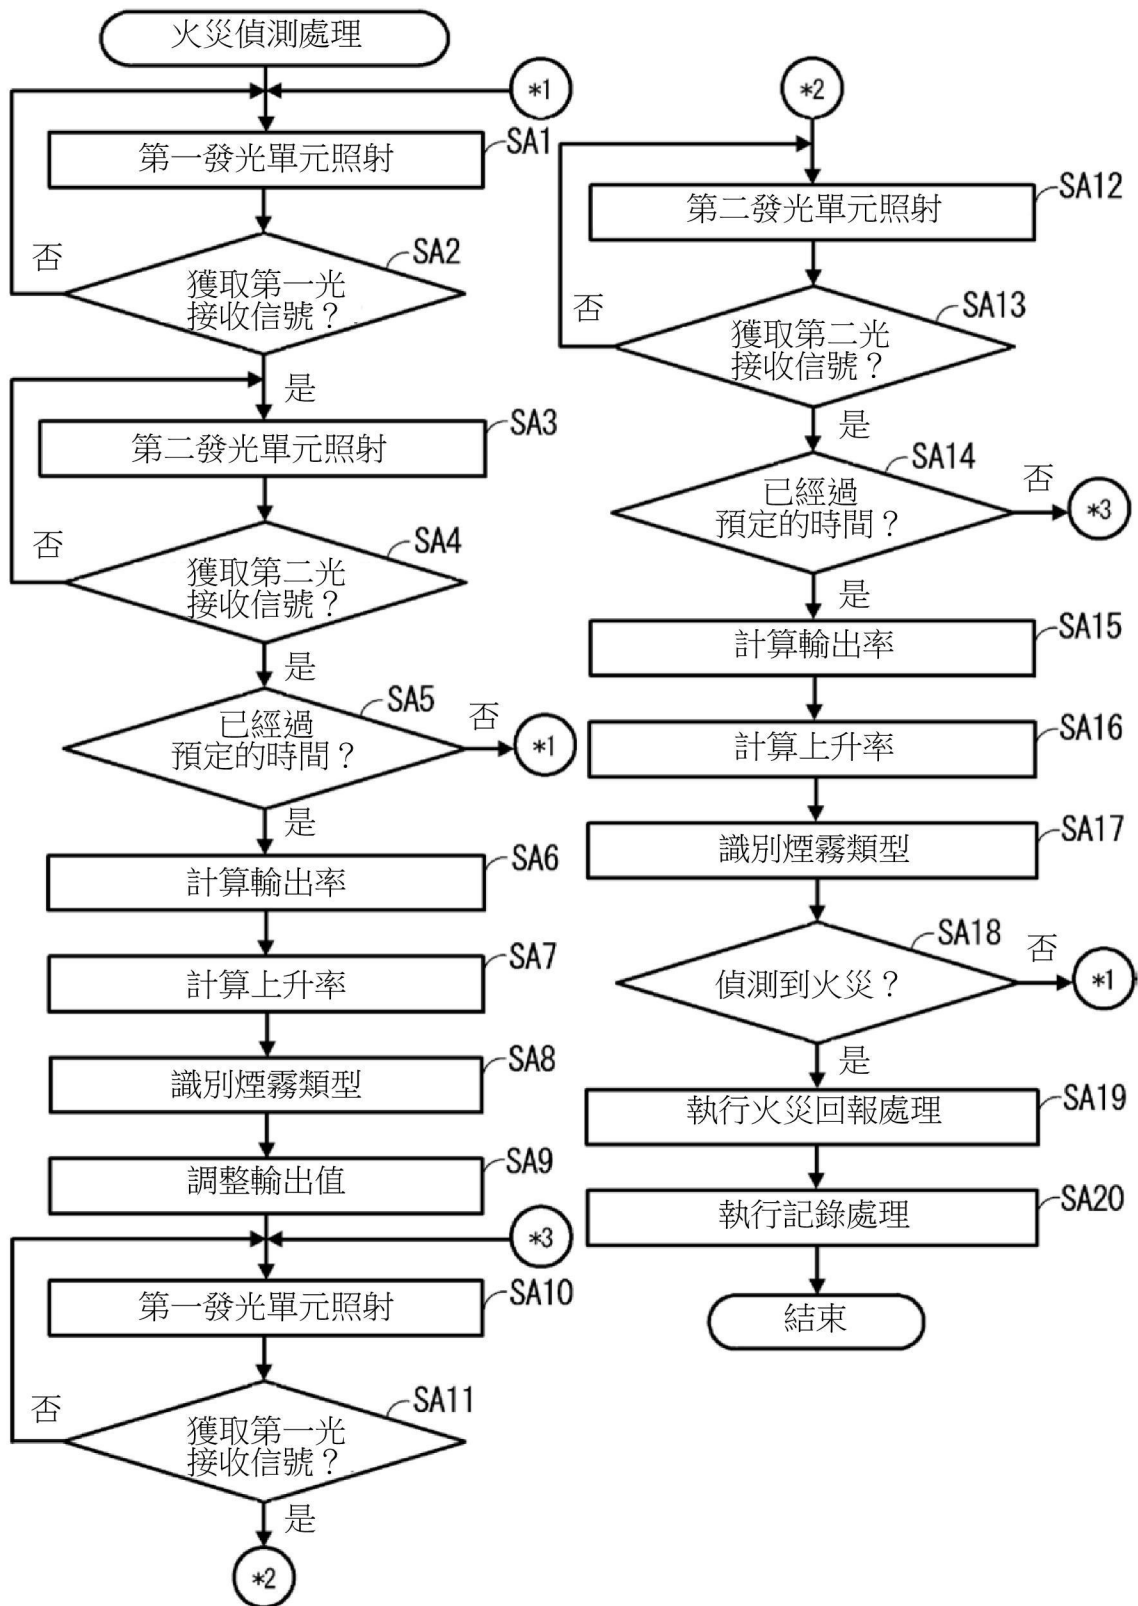 火災偵測處理
*1
第一發光單元照射
SA1
獲取第一光
接收信號？
SA2
否
是
第二發光單元照射
SA3
獲取第二光
接收信號？
SA4
否
是
已經過
預定的時間？
SA5
否
*1
是
計算輸出率
SA6
計算上升率
SA7
識別煙霧類型
SA8
調整輸出值
SA9
*3
第一發光單元照射
SA10
獲取第一光
接收信號？
SA11
否
是
*2
*2
第二發光單元照射
SA12
獲取第二光
接收信號？
SA13
否
是
已經過
預定的時間？
SA14
否
*3
是
計算輸出率
SA15
計算上升率
SA16
識別煙霧類型
SA17
偵測到火災？
SA18
否
*1
是
執行火災回報處理
SA19
執行記錄處理
SA20
結束